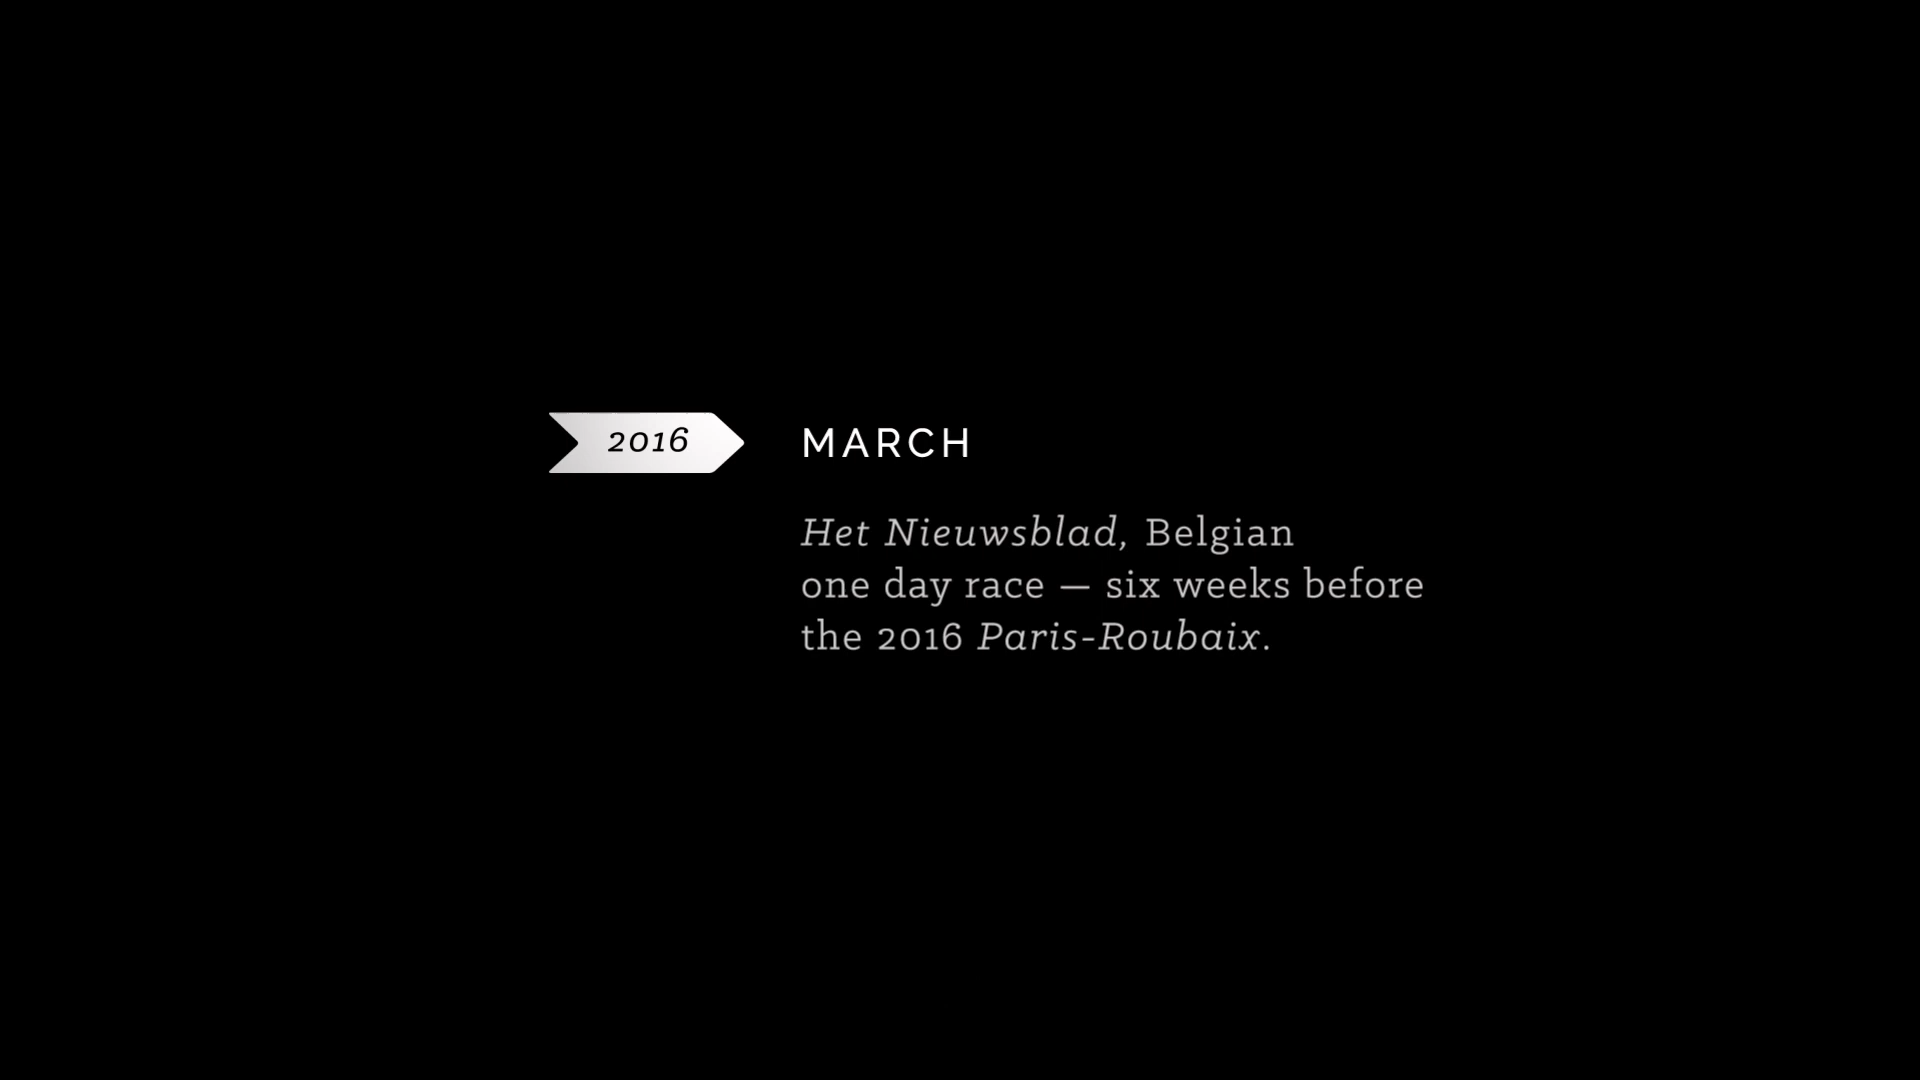 2016 MARCH
Het Nieuwsblad, Belgian
one day race — six weeks before
the 2016 Paris-Roubaix.